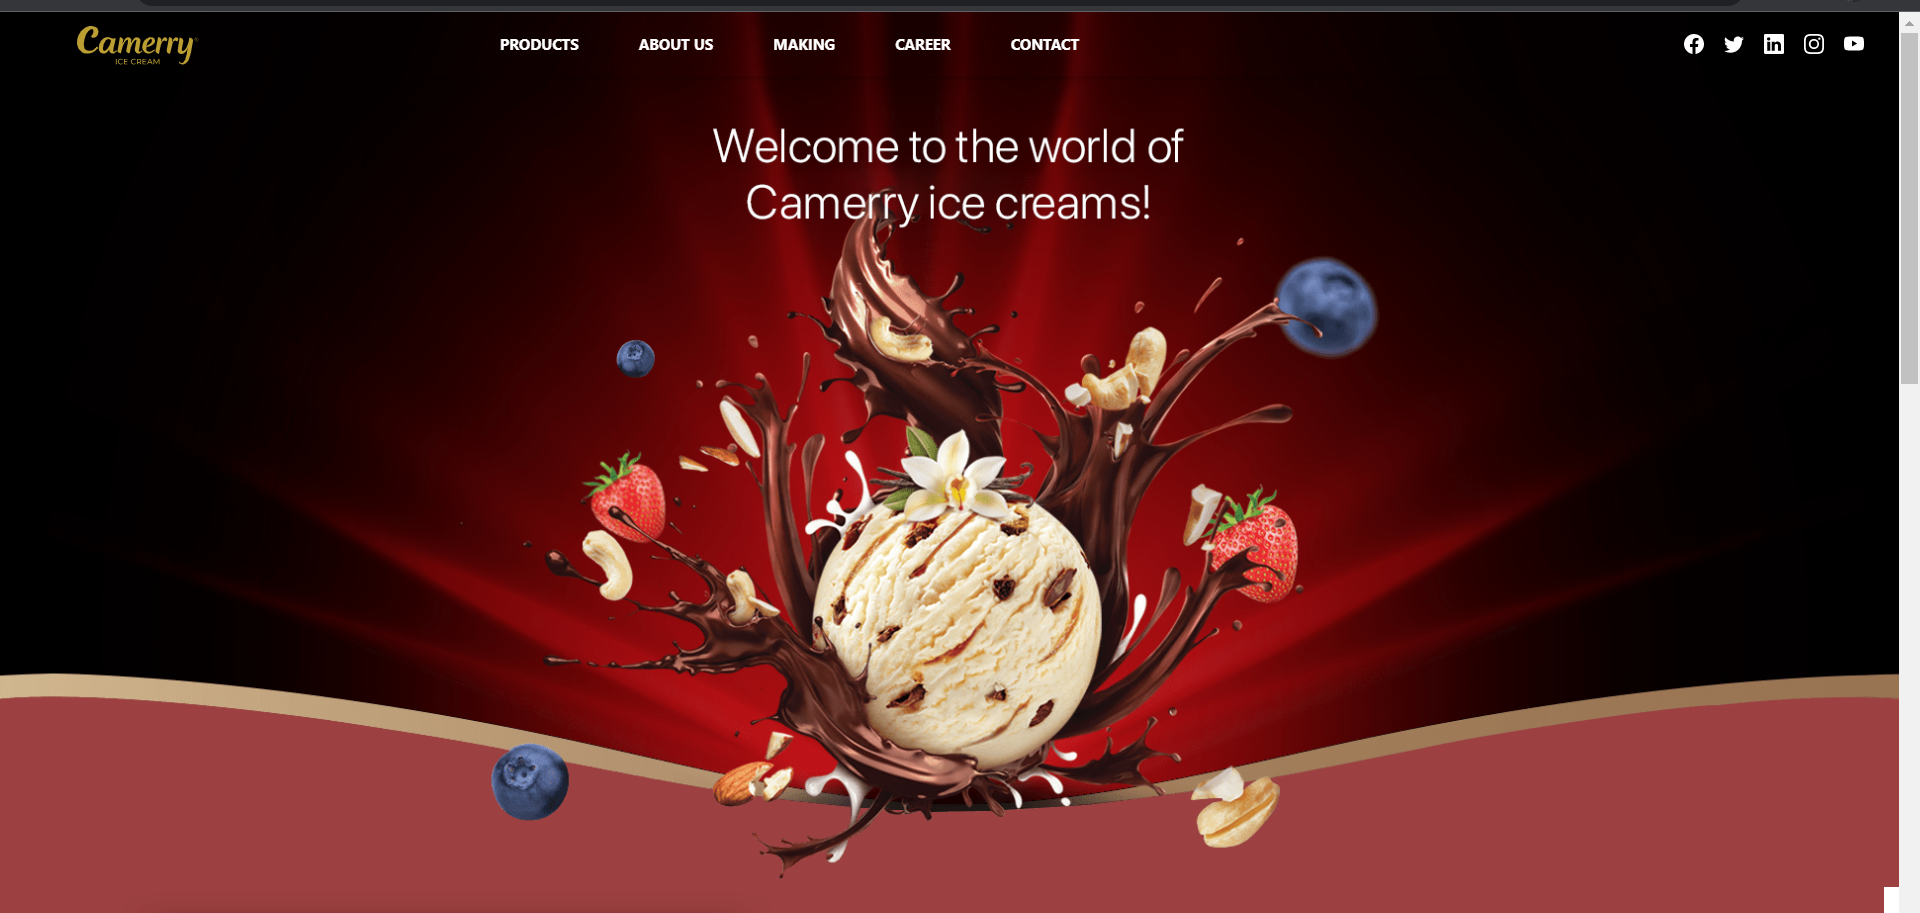 Camerry
ICE CREAM
PRODUCTS
ABOUT US
MAKING
CAREER
CONTACT
Welcome to the world of
Camerry ice creams!